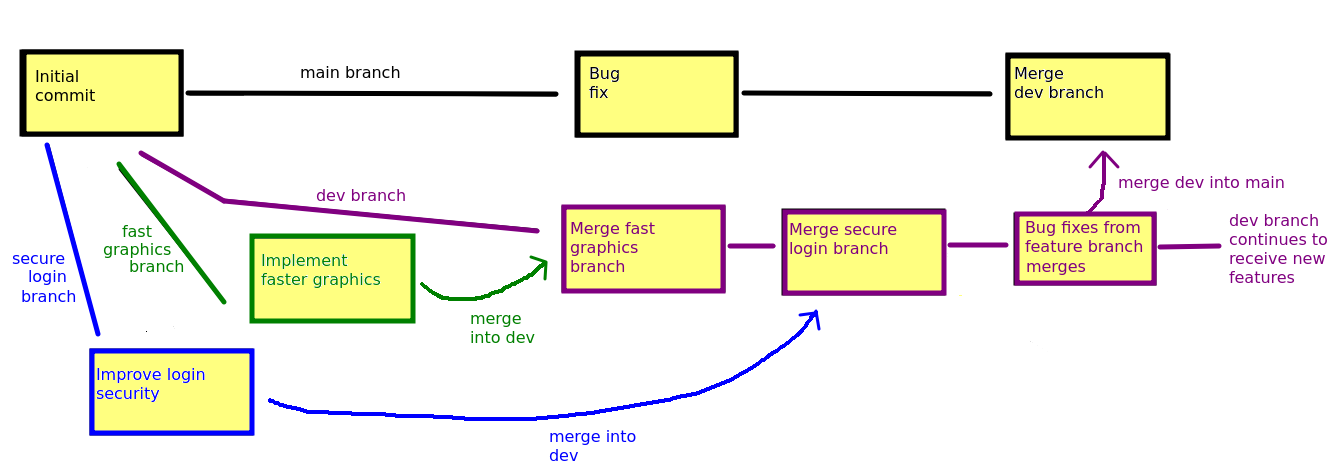 Initial
commit
main branch
Bug
fix
Merge
dev branch
secure
login
branch
fast
graphics
branch
dev branch
Implement
faster graphics
merge
into dev
Merge fast
graphics
branch
Merge secure
login branch
Bug fixes from
feature branch
merges
merge dev into main
dev branch
continues to
receive new
features
Improve login
security
merge into
dev